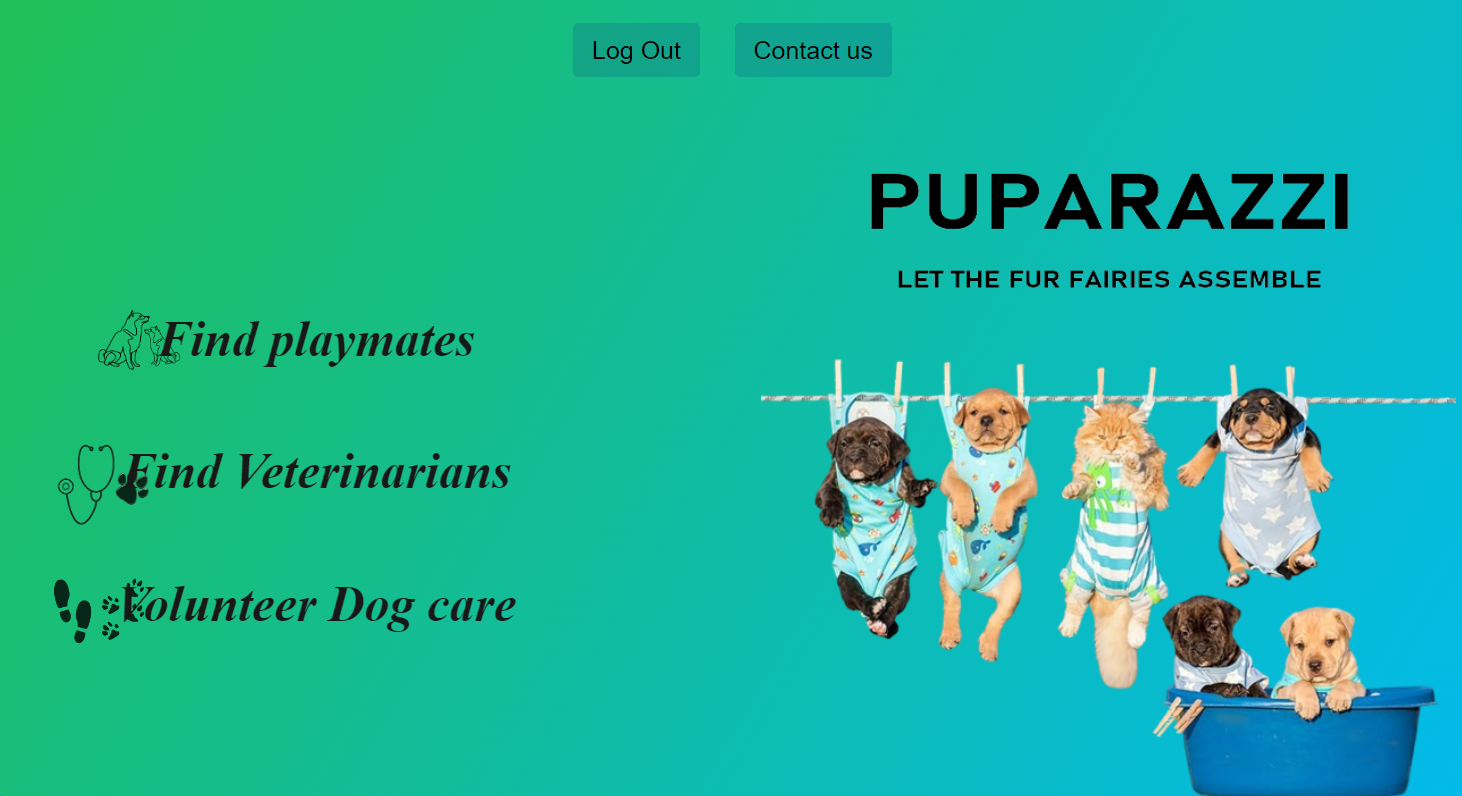 Log Out
Contact us
PUPARAZZI
LET THE FUR FAIRIES ASSEMBLE
Find playmates
Find Veterinarians
Volunteer Dog care